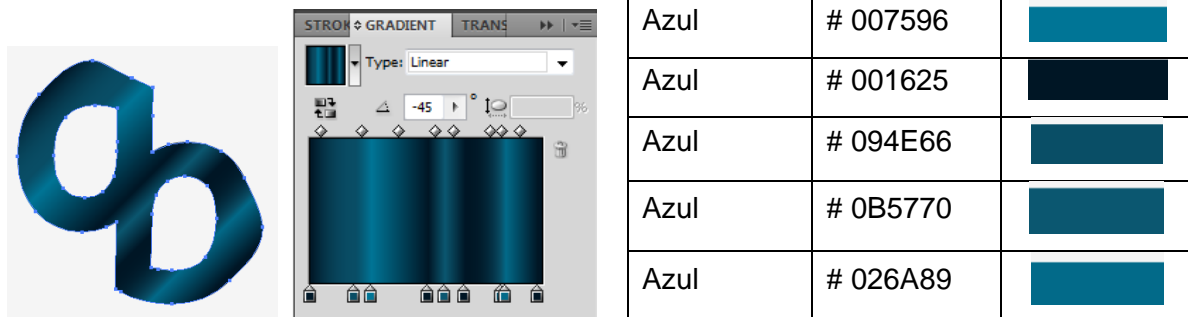 STROK GRADIENT TRANS
Type: Linear
-45 °
%
Azul # 007596
Azul # 001625
Azul # 094E66
Azul # 0B5770
Azul # 026A89